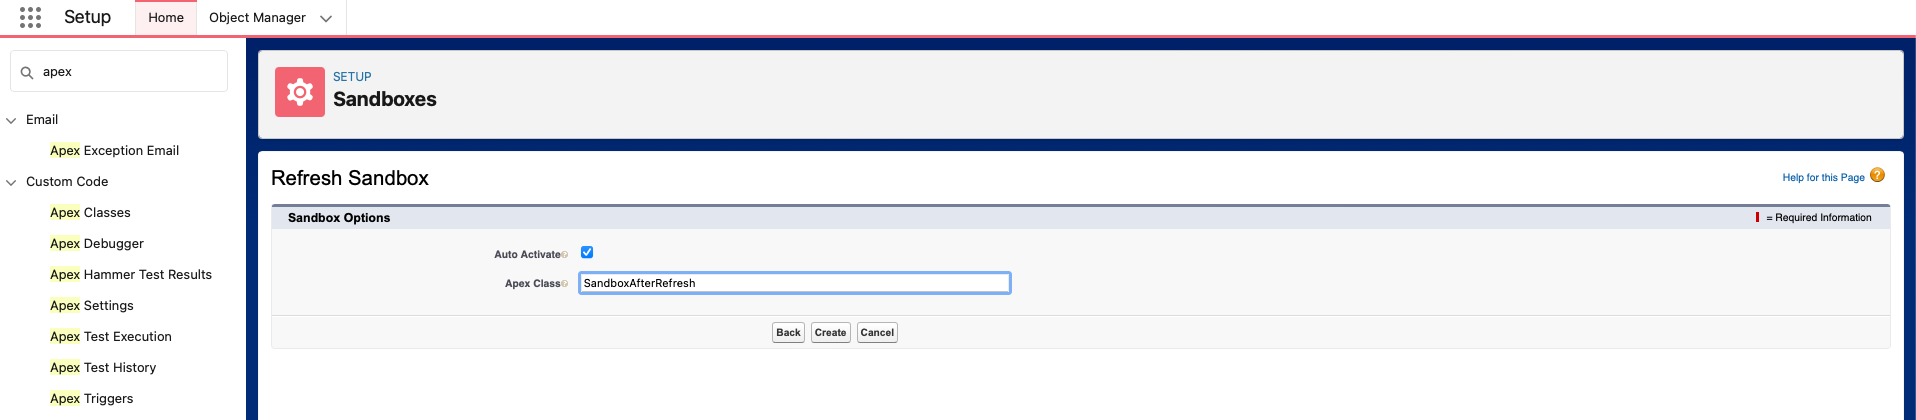 Setup
Home
Object Manager
apex
Email
Apex Exception Email
Custom Code
Apex Classes
Apex Debugger
Apex Hammer Test Results
Apex Settings
Apex Test Execution
Apex Test History
Apex Triggers
SETUP
Sandboxes
Refresh Sandbox
Help for this Page ?
Sandbox Options
= Required Information
Auto Activate
Apex Class SandboxAfterRefresh
Back Create Cancel